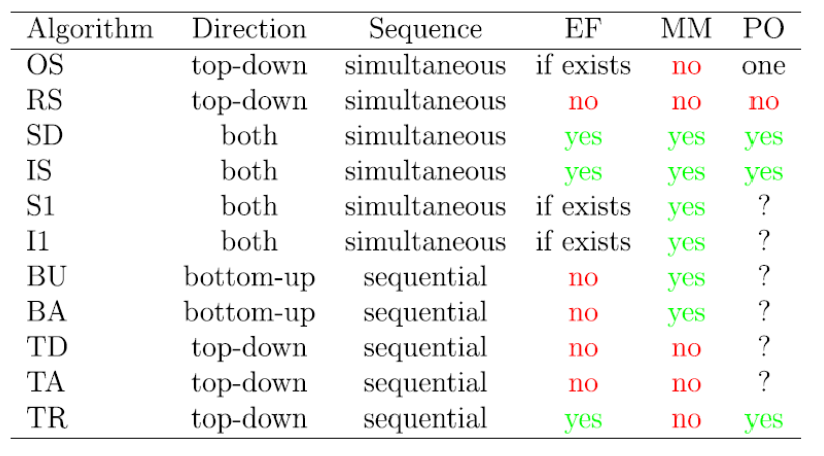 Algorithm Direction Sequence EF MM PO
OS top-down simultaneous if exists no one
RS top-down simultaneous no no no
SD both simultaneous yes yes yes
IS both simultaneous yes yes yes
S1 both simultaneous if exists yes ?
I1 both simultaneous if exists yes ?
BU bottom-up sequential no yes ?
BA bottom-up sequential no yes ?
TD top-down sequential no no ?
TA top-down sequential no no ?
TR top-down sequential yes no yes